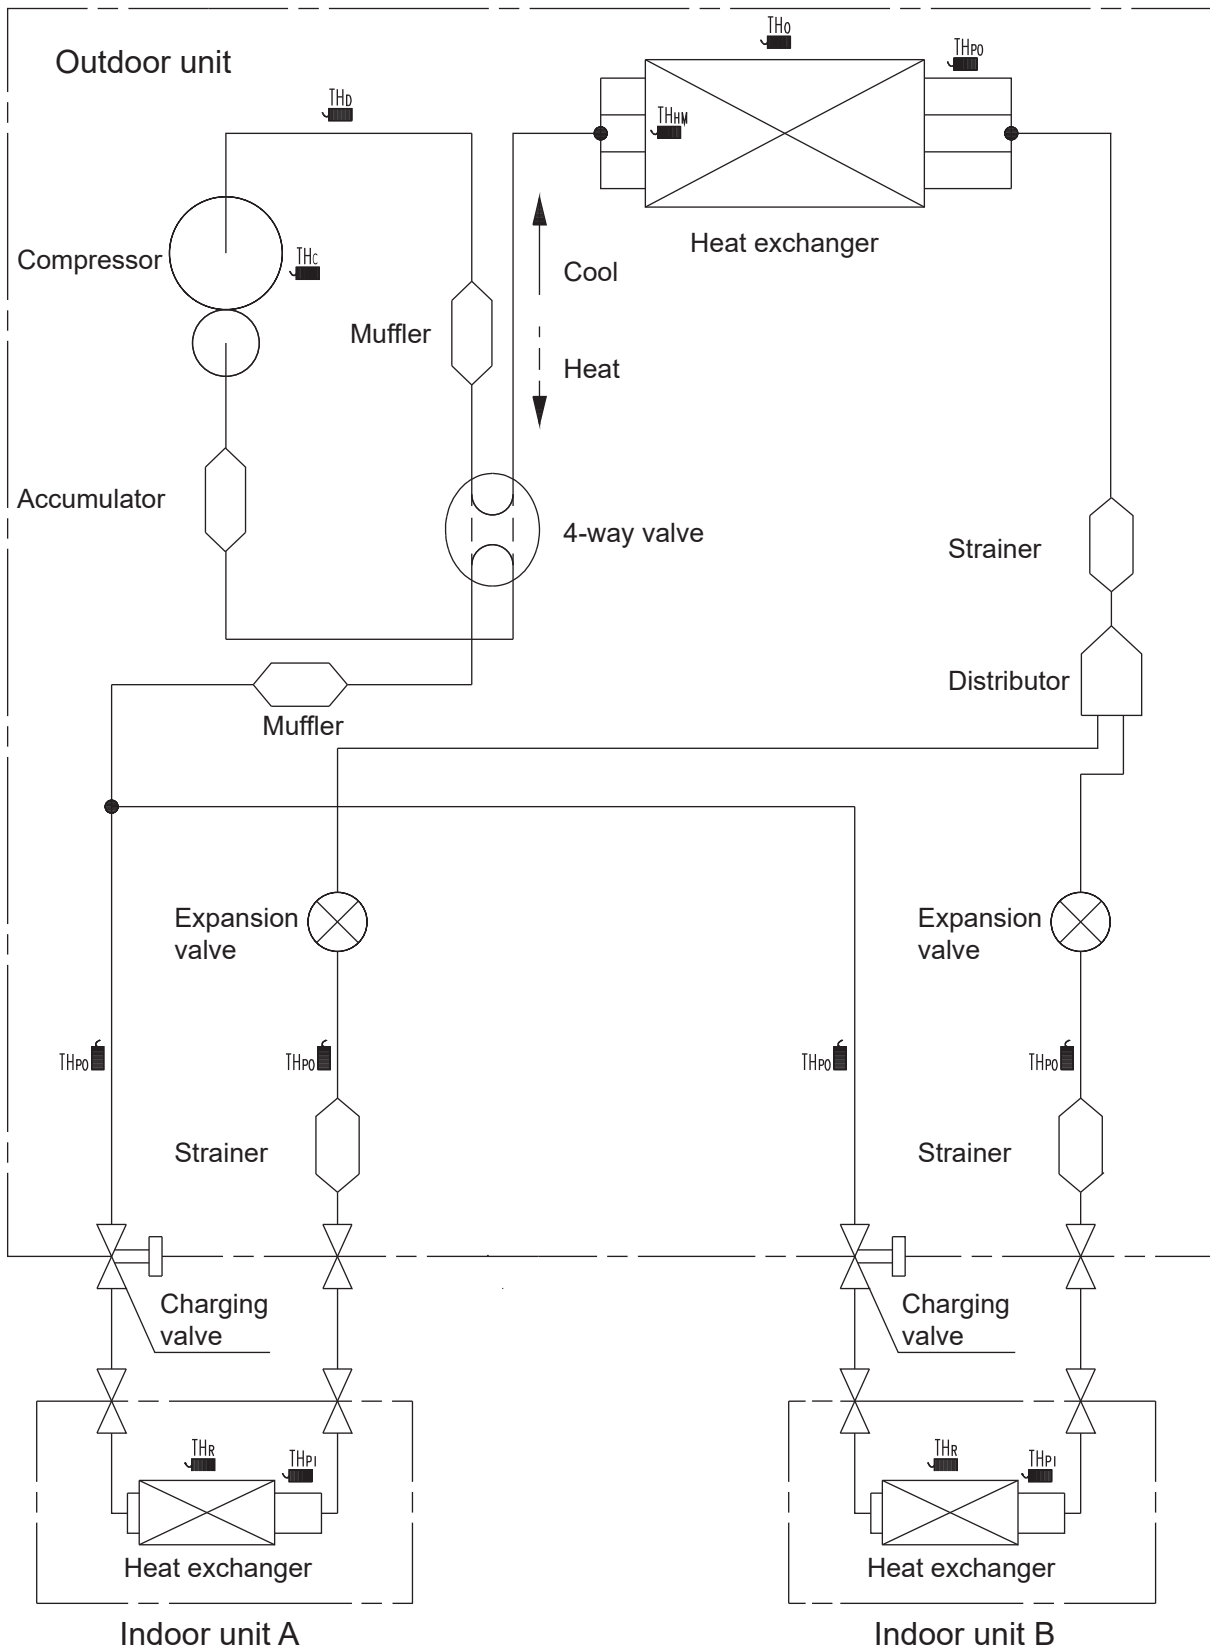 THO
THPO
Outdoor unit
THD
THHM
Heat exchanger
Compressor
THC
Cool
Muffler
Heat
Accumulator
4-way valve
Strainer
Distributor
Muffler
Expansion
valve
Expansion
valve
THPO
THPO
THPO
THPO
Strainer
Strainer
Charging
valve
Charging
valve
THR
THPI
THR
THPI
Heat exchanger
Heat exchanger
Indoor unit A
Indoor unit B